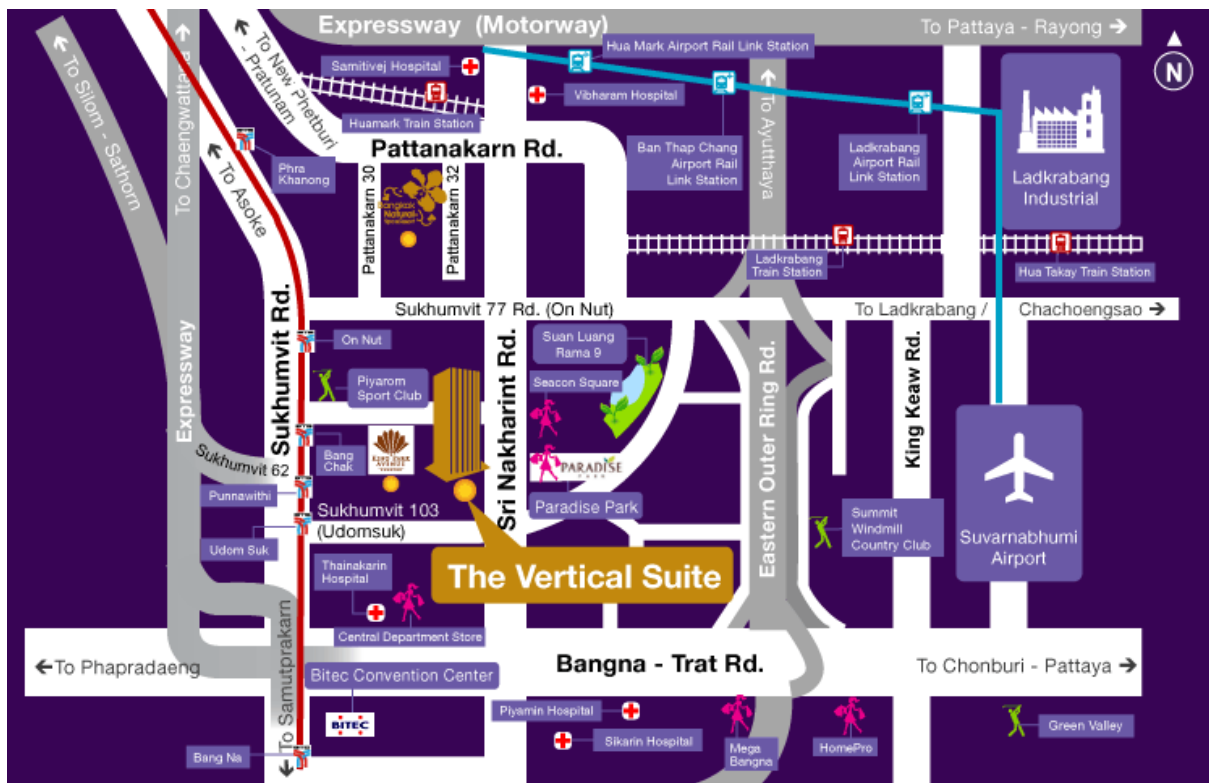 Expressway (Motorway)
To Pattaya - Rayong
N
To Silom - Sathorn
To Chaengwattana
To New Phetburi
- Pratunam
Samitivej Hospital
Hua Mark Airport Rail Link Station
Huamark Train Station
Vibharam Hospital
To Ayutthaya
Ban Thap Chang
Airport Rail
Link Station
Ladkrabang
Airport Rail
Link Station
Ladkrabang
Industrial
Pattanakarn Rd.
Phra
Khanong
To Asoke
Pattanakarn 30
Bangkok
Natural
Pattanakarn 32
Ladkrabang
Train Station
Hua Takay Train Station
Sukhumvit 77 Rd. (On Nut)
To Ladkrabang /
Chachoengsao
Expressway
Sukhumvit Rd.
On Nut
Piyarom
Sport Club
Sri Nakharint Rd.
Suan Luang
Rama 9
Seacon Square
Eastern Outer Ring Rd.
King Keaw Rd.
Sukhumvit 62
Bang
Chak
AVENUE
PARADISE
PARK
Paradise Park
Punnawithi
Sukhumvit 103
(Udomsuk)
Udom Suk
Summit
Windmill
Country Club
Suvarnabhumi
Airport
The Vertical Suite
Thainakarin
Hospital
Central Department Store
To Phapradaeng
Bangna - Trat Rd.
To Chonburi - Pattaya
To Samutprakarn
Bitec Convention Center
BITEC
Bang Na
Piyamin Hospital
Sikarin Hospital
Mega
Bangna
HomePro
Green Valley